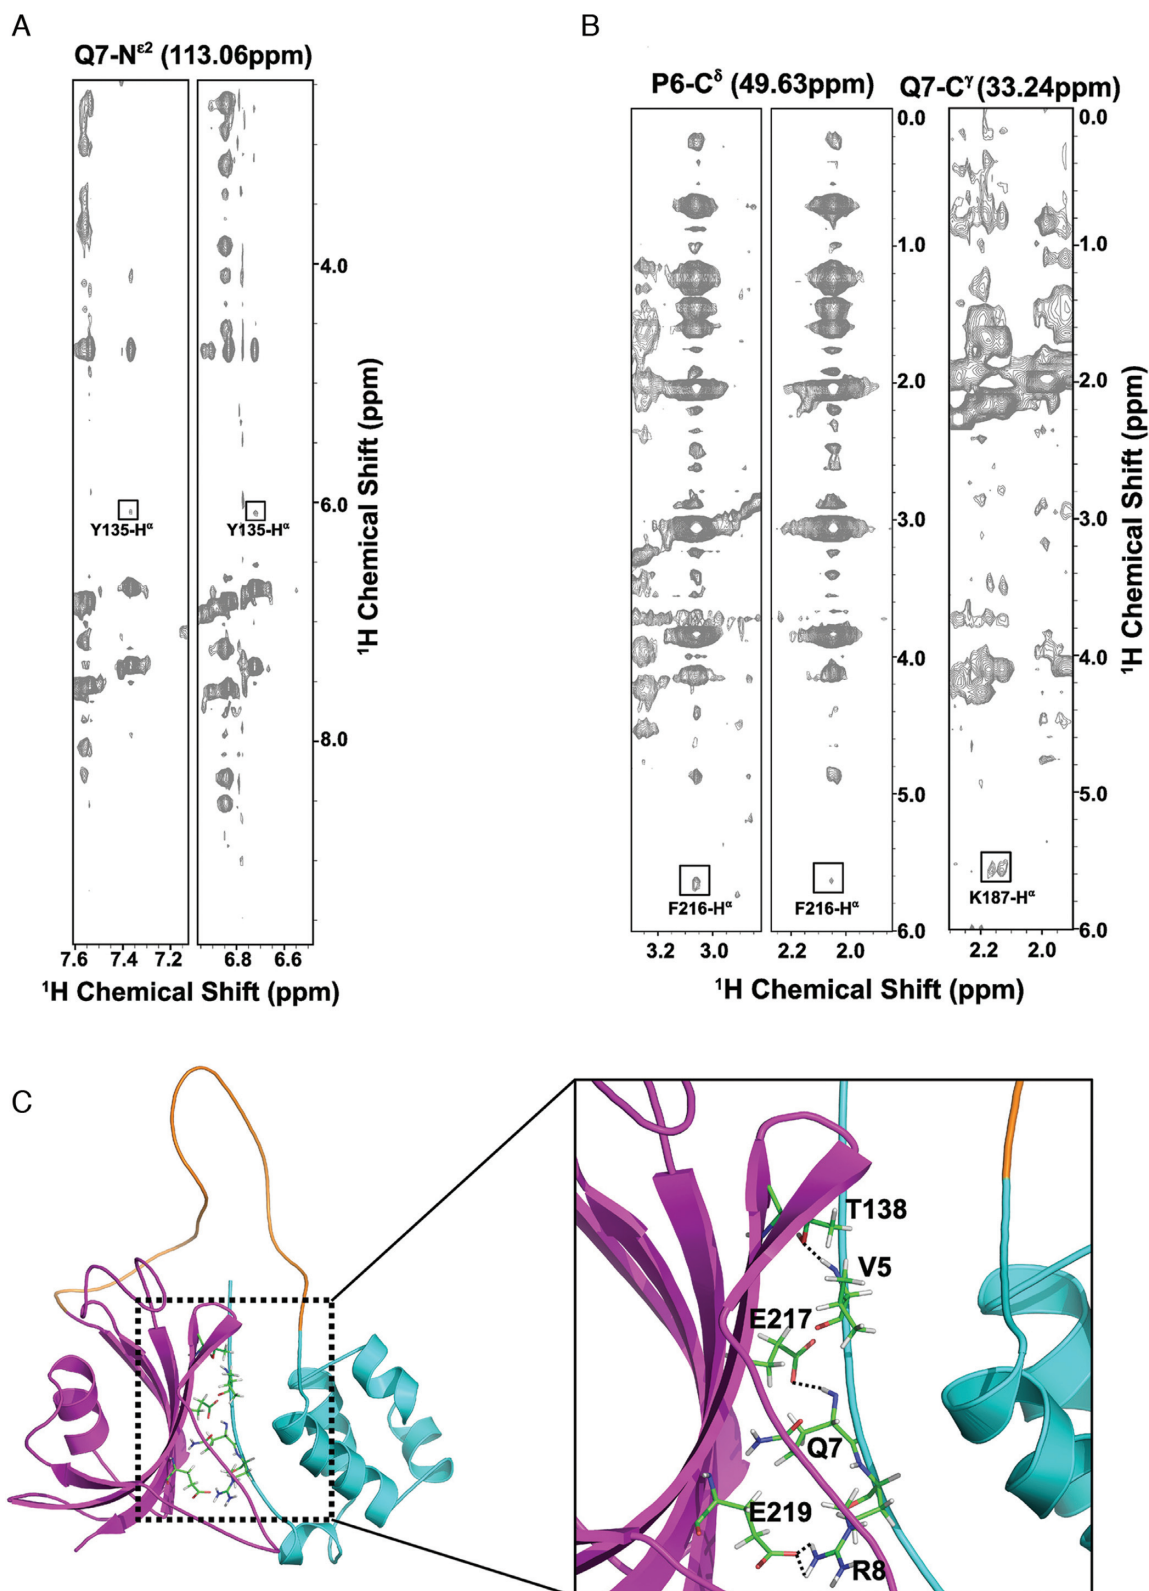 A
Q7-Nε2 (113.06ppm)
4.0
6.0
8.0
Y135-Hα
Y135-Hα
7.6
7.4
7.2
6.8
6.6
1H Chemical Shift (ppm)
1H Chemical Shift (ppm)
B
P6-Cδ (49.63ppm)
Q7-Cγ (33.24ppm)
0.0
1.0
2.0
3.0
4.0
5.0
6.0
F216-Hα
F216-Hα
3.2
3.0
2.2
2.0
1H Chemical Shift (ppm)
1H Chemical Shift (ppm)
0.0
1.0
2.0
3.0
4.0
5.0
6.0
K187-Hα
2.2
2.0
1H Chemical Shift (ppm)
C
T138
V5
E217
Q7
E219
R8